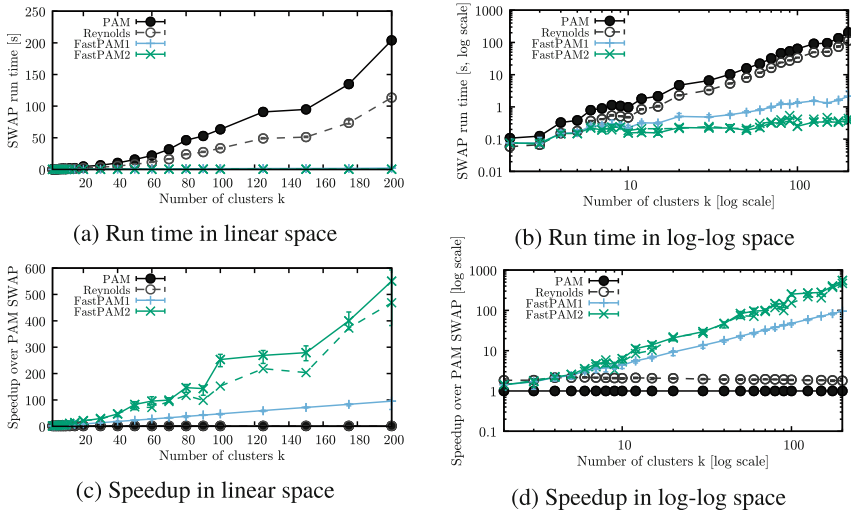 250
200
150
100
50
0
SWAP run time [s]
PAM
Reynolds
FastPAM1
FastPAM2
20 40 60 80 100 120 140 160 180 200
Number of clusters k
(a) Run time in linear space
1000
100
10
1
0.1
0.01
SWAP run time [s, log scale]
PAM
Reynolds
FastPAM1
FastPAM2
10 100
Number of clusters k [log scale]
(b) Run time in log-log space
600
500
400
300
200
100
0
Speedup over PAM SWAP
PAM
Reynolds
FastPAM1
FastPAM2
20 40 60 80 100 120 140 160 180 200
Number of clusters k
(c) Speedup in linear space
1000
100
10
1
0.1
Speedup over PAM SWAP [log scale]
PAM
Reynolds
FastPAM1
FastPAM2
10 100
Number of clusters k [log scale]
(d) Speedup in log-log space